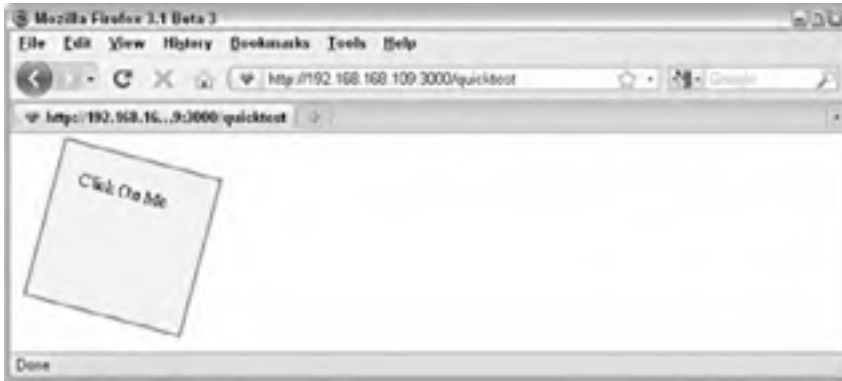 Mozilla Firefox 3.1 Beta 3
File Edit View History Bookmarks Tools Help
http://192.168.168.109:3000/quicktest
Google
http://192.168.16...9:3000/quicktest
Click On Me
Done